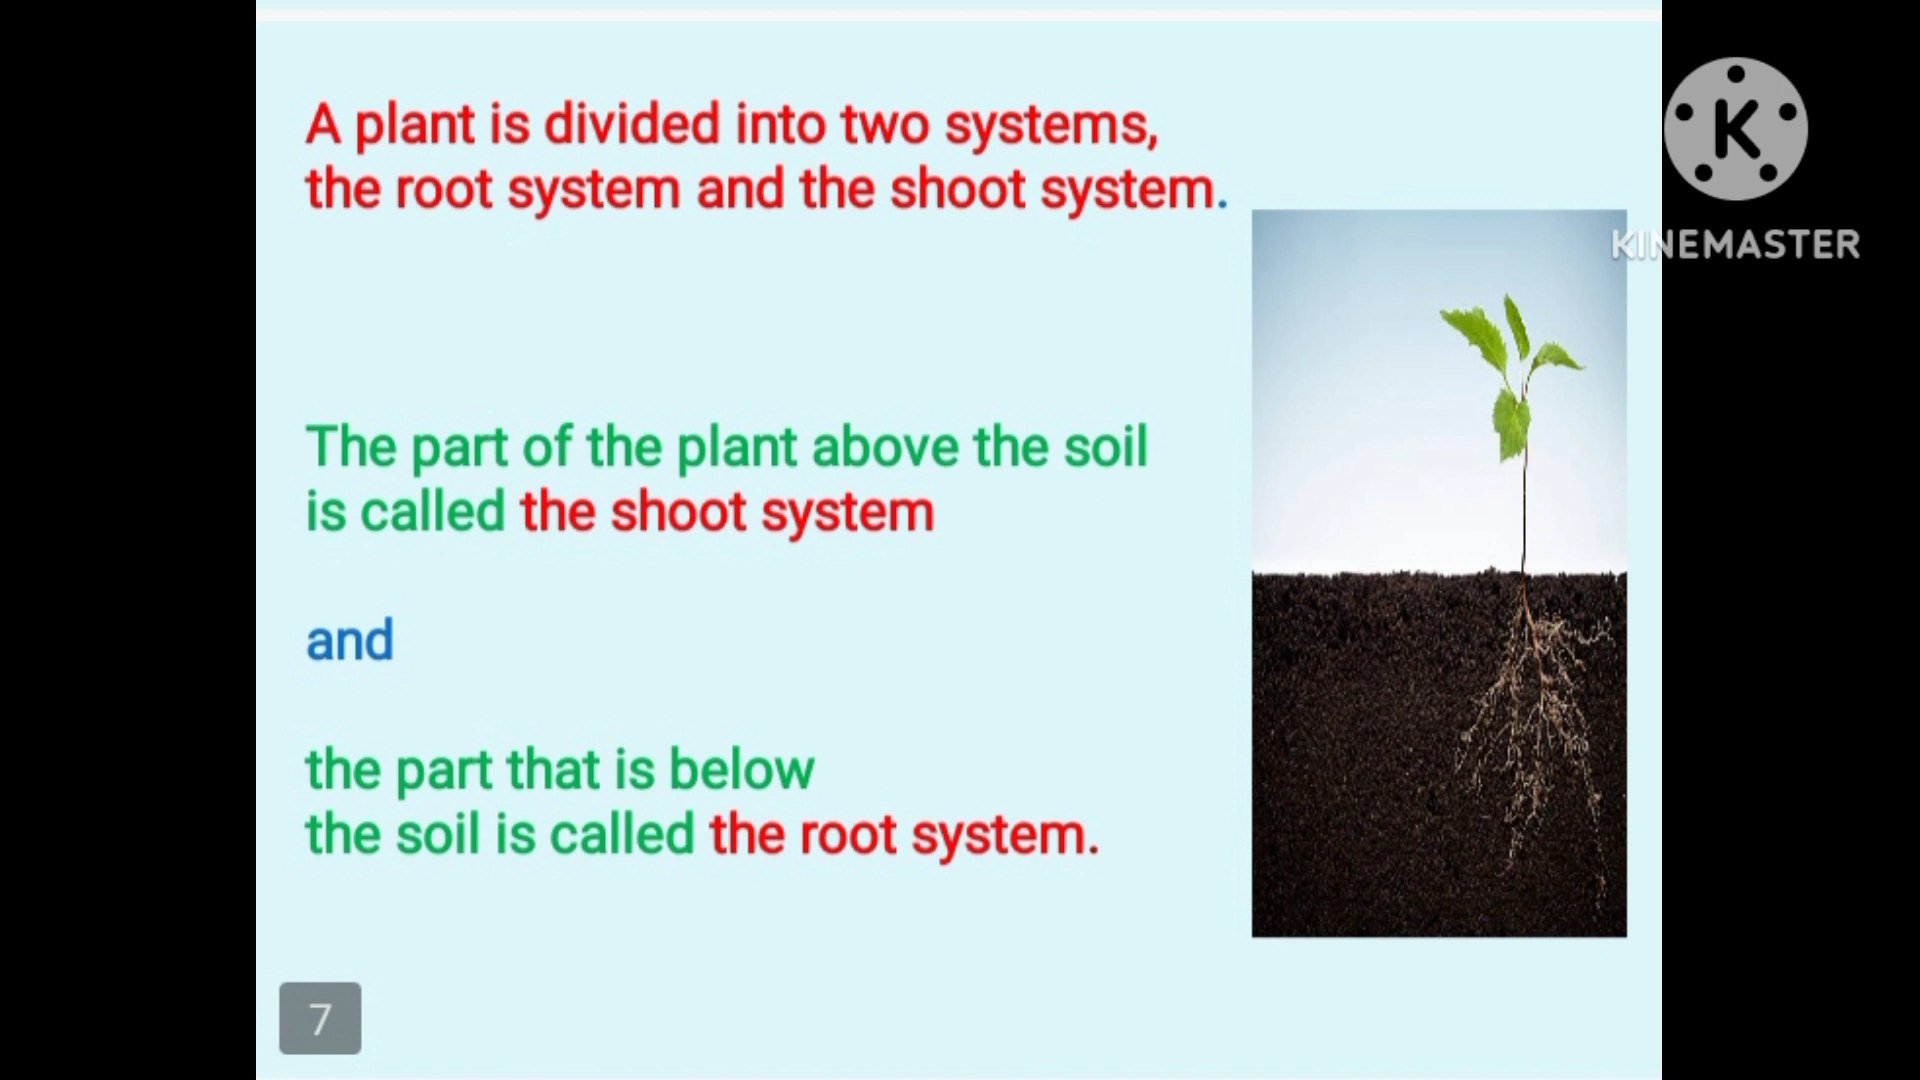 A plant is divided into two systems,
the root system and the shoot system.
K
KINEMASTER
The part of the plant above the soil
is called the shoot system
and
the part that is below
the soil is called the root system.
7